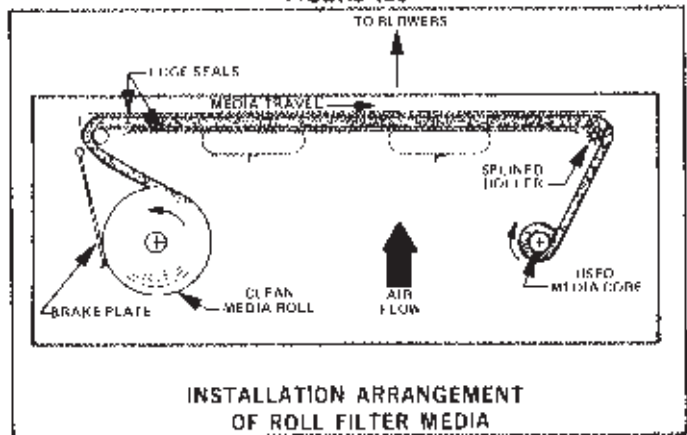 TO BLOWERS
EDGE SEALS
MEDIA TRAVEL
SPLINED
ROLLER
CLEAN
MEDIA ROLL
BRAKE PLATE
AIR
FLOW
USED
MEDIA CORE
INSTALLATION ARRANGEMENT
OF ROLL FILTER MEDIA